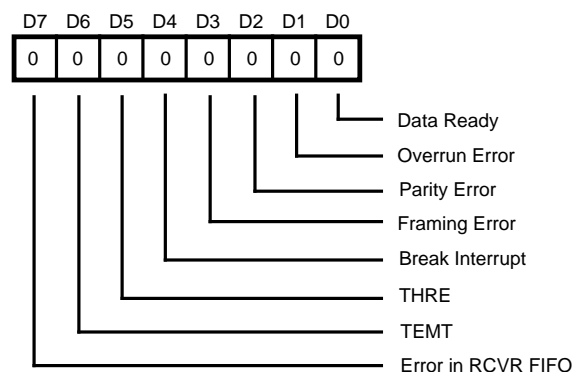 D7 D6 D5 D4 D3 D2 D1 D0
0 0 0 0 0 0 0 0
Data Ready
Overrun Error
Parity Error
Framing Error
Break Interrupt
THRE
TEMT
Error in RCVR FIFO